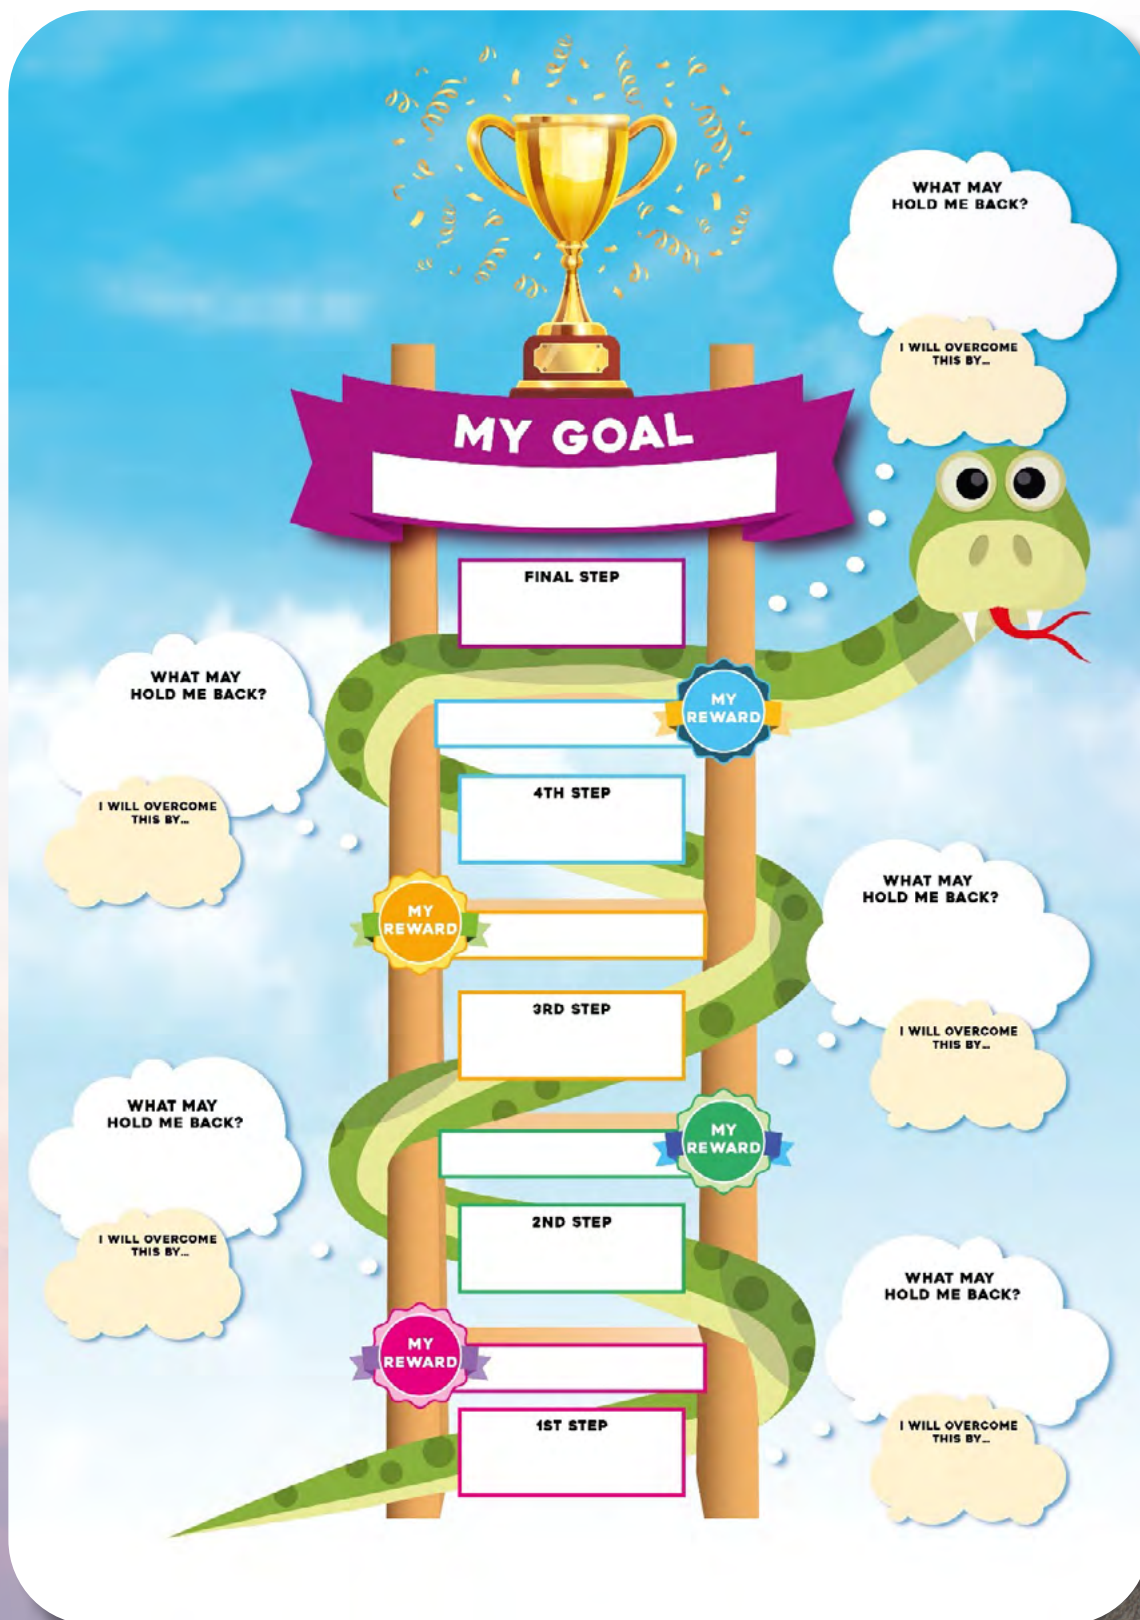 WHAT MAY
HOLD ME BACK?
I WILL OVERCOME
THIS BY...
MY GOAL
FINAL STEP
WHAT MAY
HOLD ME BACK?
MY
REWARD
I WILL OVERCOME
THIS BY...
4TH STEP
WHAT MAY
HOLD ME BACK?
MY
REWARD
3RD STEP
I WILL OVERCOME
THIS BY...
WHAT MAY
HOLD ME BACK?
MY
REWARD
2ND STEP
I WILL OVERCOME
THIS BY...
WHAT MAY
HOLD ME BACK?
MY
REWARD
1ST STEP
I WILL OVERCOME
THIS BY...